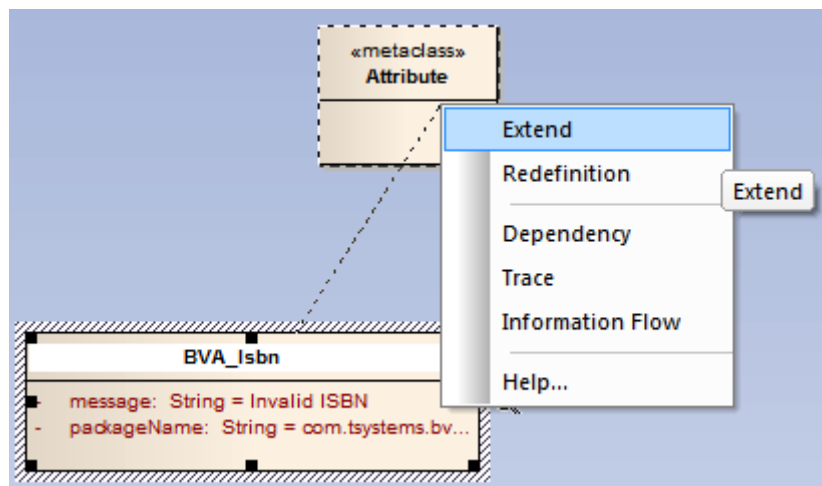 «metaclass»
Attribute
Extend
Redefinition
Extend
Dependency
Trace
Information Flow
Help...
BVA_Isbn
- message: String = Invalid ISBN
- packageName: String = com.tsystems.bv...